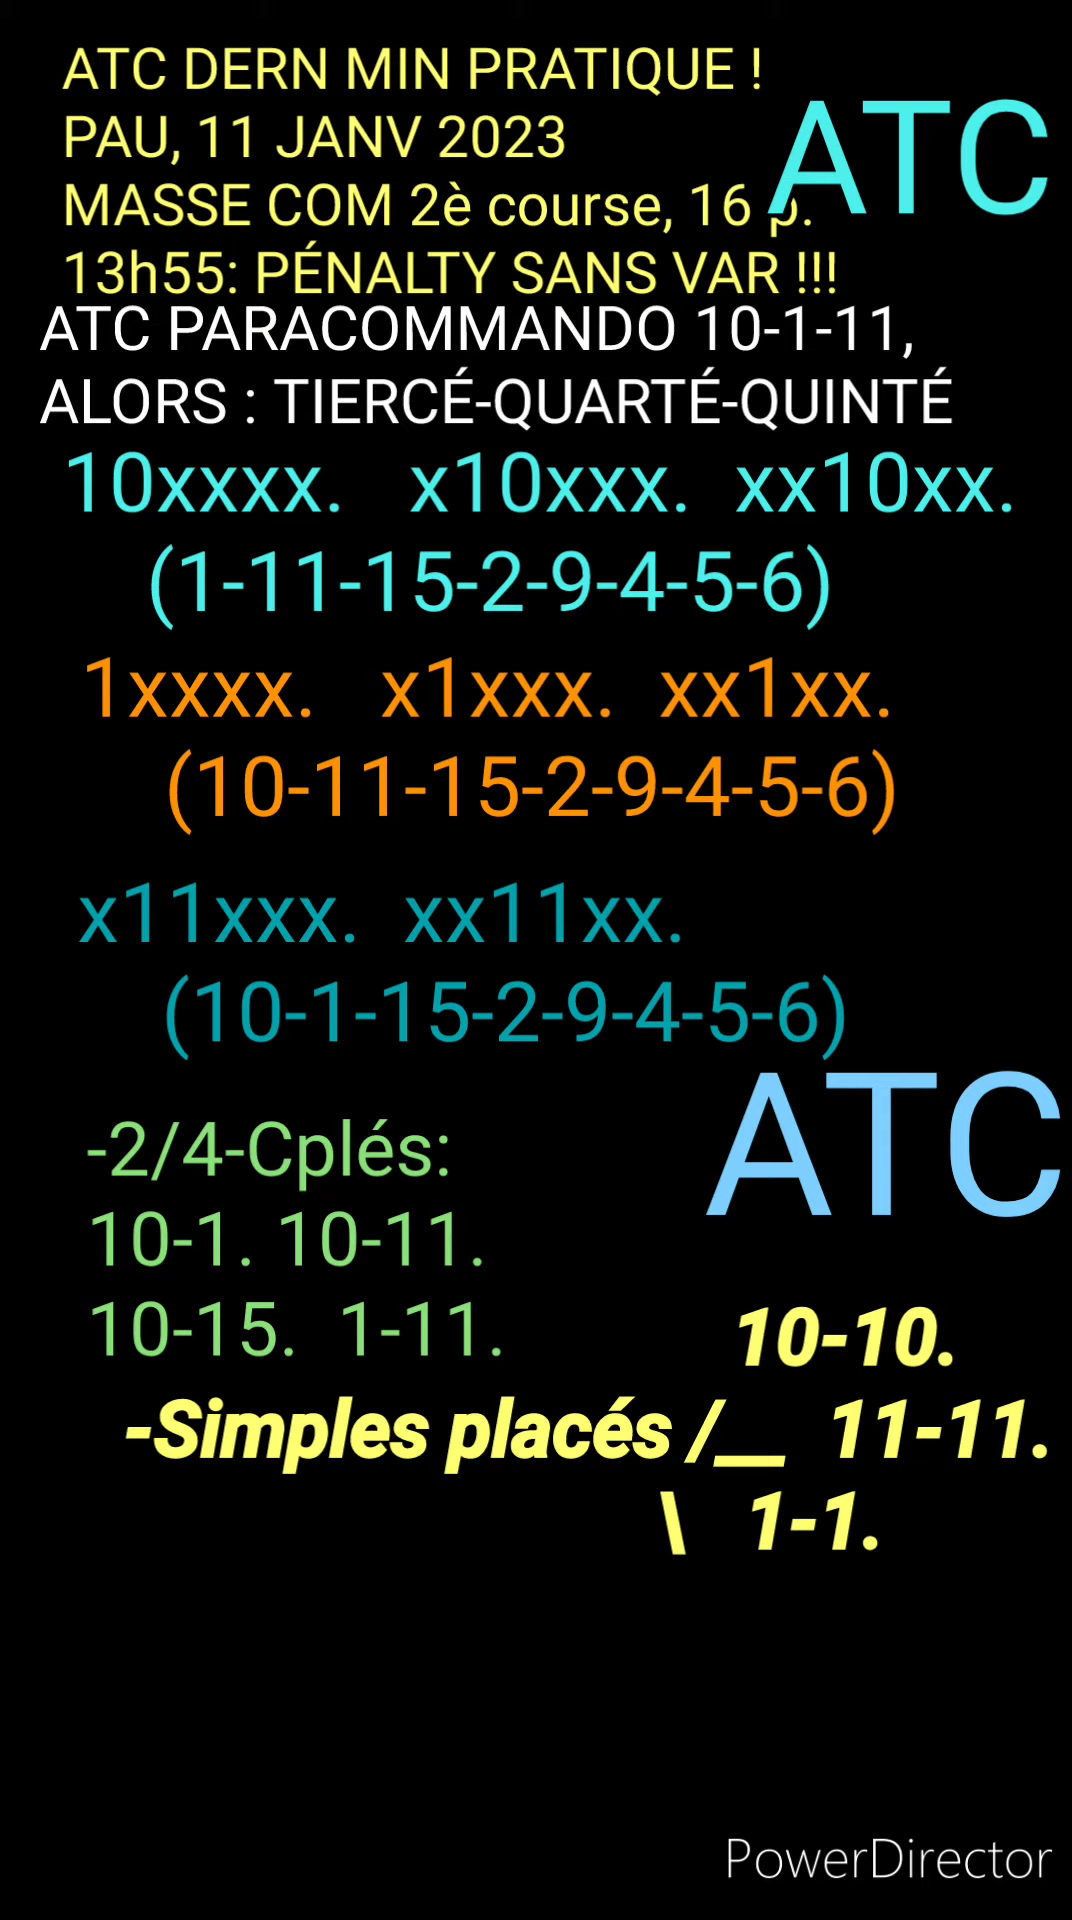 ATC DERN MIN PRATIQUE !
PAU, 11 JANV 2023
ATC
MASSE COM 2è course, 16 p.
13h55: PÉNALTY SANS VAR !!!
ATC PARACOMMANDO 10-1-11,
ALORS : TIERCÉ-QUARTÉ-QUINTÉ
10xxxx. x10xxx. xx10xx.
(1-11-15-2-9-4-5-6)
1xxxx. x1xxx. xx1xx.
(10-11-15-2-9-4-5-6)
x11xxx. xx11xx.
(10-1-15-2-9-4-5-6)
ATC
-2/4-Cplés:
10-1. 10-11.
10-15. 1-11.
10-10.
-Simples placés /__ 11-11.
\ 1-1.
PowerDirector